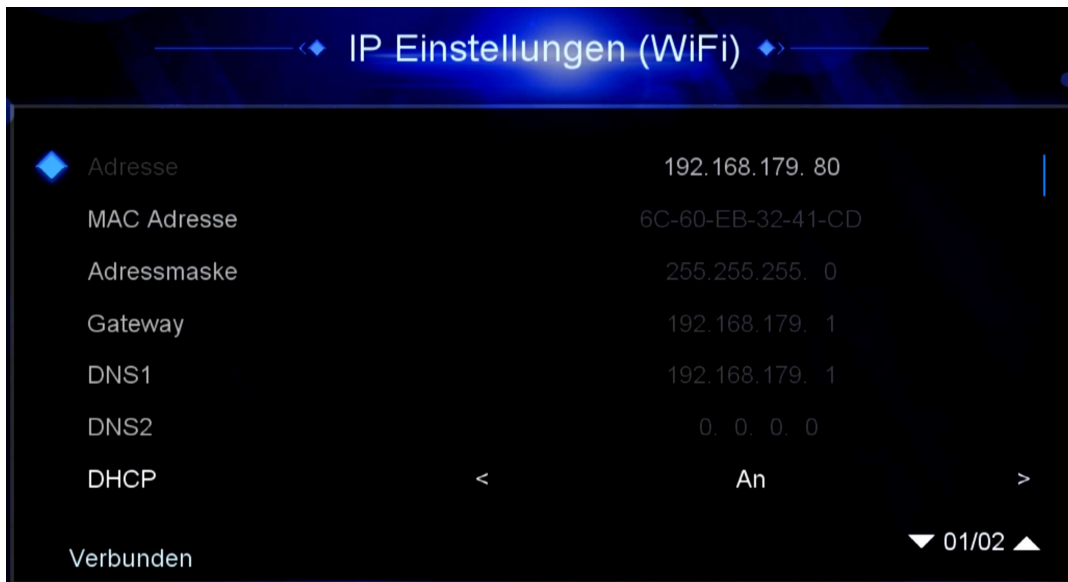 IP Einstellungen (WiFi)
Adresse 192.168.179. 80
MAC Adresse 6C-60-EB-32-41-CD
Adressmaske 255.255.255. 0
Gateway 192.168.179. 1
DNS1 192.168.179. 1
DNS2 0. 0. 0. 0
DHCP < An >
01/02
Verbunden